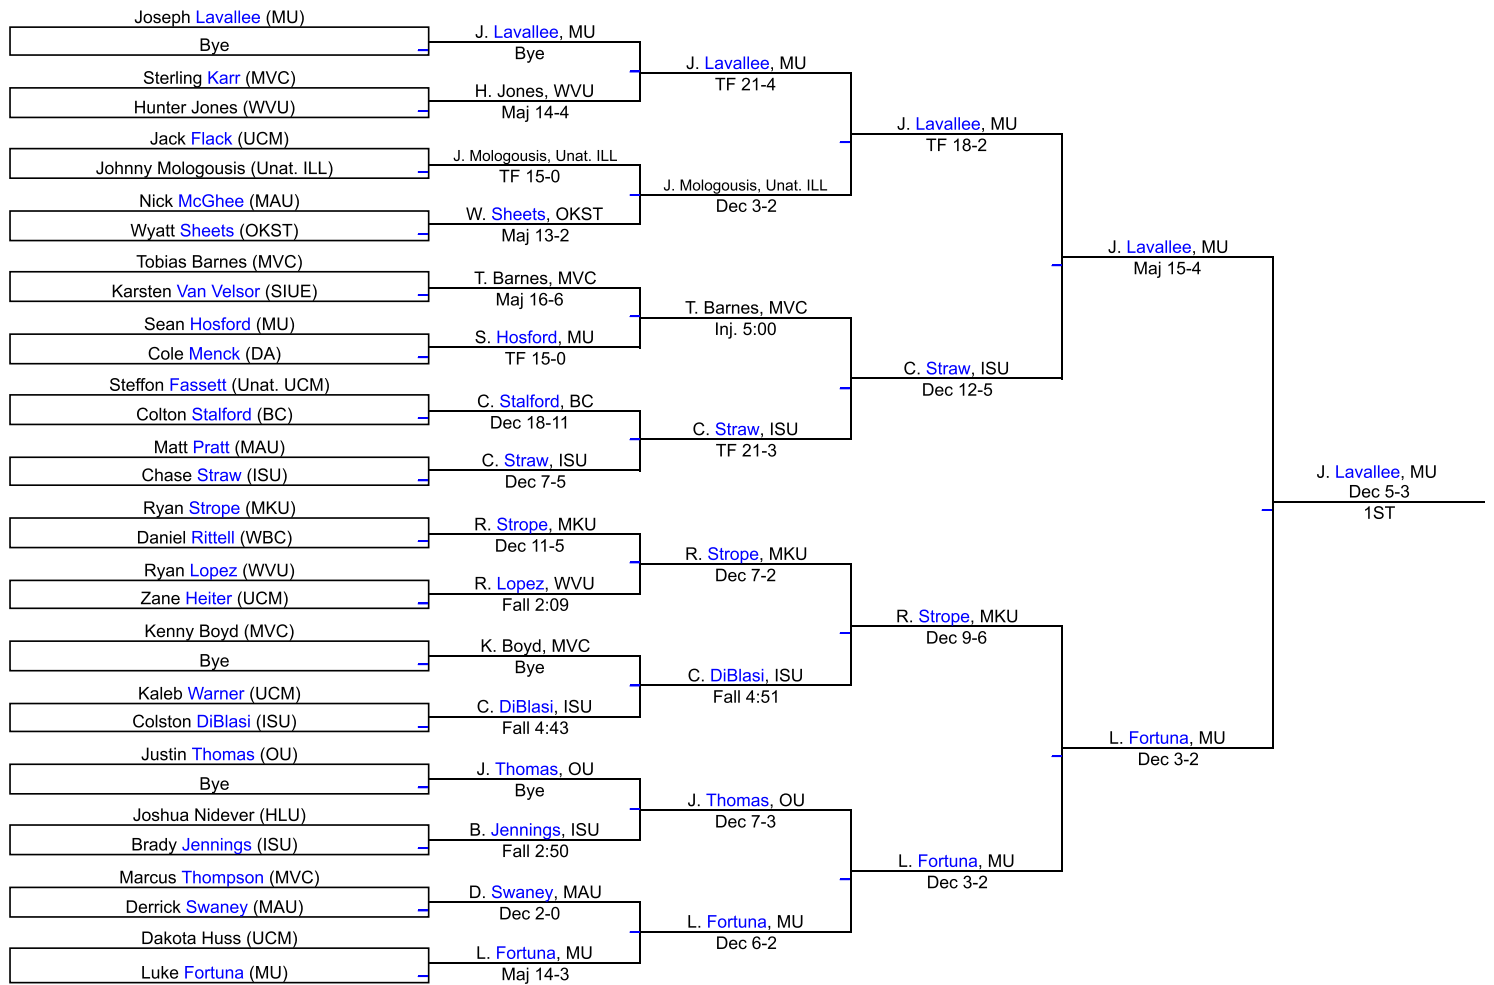 Joseph Lavallee (MU)
Bye
Sterling Karr (MVC)
Hunter Jones (WVU)
Jack Flack (UCM)
Johnny Mologousis (Unat. ILL)
Nick McGhee (MAU)
Wyatt Sheets (OKST)
Tobias Barnes (MVC)
Karsten Van Velsor (SIUE)
Sean Hosford (MU)
Cole Menck (DA)
Steffon Fassett (Unat. UCM)
Colton Stalford (BC)
Matt Pratt (MAU)
Chase Straw (ISU)
Ryan Strope (MKU)
Daniel Rittell (WBC)
Ryan Lopez (WVU)
Zane Heiter (UCM)
Kenny Boyd (MVC)
Bye
Kaleb Warner (UCM)
Colston DiBlasi (ISU)
Justin Thomas (OU)
Bye
Joshua Nidever (HLU)
Brady Jennings (ISU)
Marcus Thompson (MVC)
Derrick Swaney (MAU)
Dakota Huss (UCM)
Luke Fortuna (MU)
J. Lavallee, MU
Bye
H. Jones, WVU
Maj 14-4
J. Mologousis, Unat. ILL
TF 15-0
W. Sheets, OKST
Maj 13-2
T. Barnes, MVC
Maj 16-6
S. Hosford, MU
TF 15-0
C. Stalford, BC
Dec 18-11
C. Straw, ISU
Dec 7-5
R. Strope, MKU
Dec 11-5
R. Lopez, WVU
Fall 2:09
K. Boyd, MVC
Bye
C. DiBlasi, ISU
Fall 4:43
J. Thomas, OU
Bye
B. Jennings, ISU
Fall 2:50
D. Swaney, MAU
Dec 2-0
L. Fortuna, MU
Maj 14-3
J. Lavallee, MU
TF 21-4
J. Mologousis, Unat. ILL
Dec 3-2
T. Barnes, MVC
Inj. 5:00
C. Straw, ISU
TF 21-3
R. Strope, MKU
Dec 7-2
C. DiBlasi, ISU
Fall 4:51
J. Thomas, OU
Dec 7-3
L. Fortuna, MU
Dec 6-2
J. Lavallee, MU
TF 18-2
C. Straw, ISU
Dec 12-5
R. Strope, MKU
Dec 9-6
L. Fortuna, MU
Dec 3-2
J. Lavallee, MU
Maj 15-4
L. Fortuna, MU
Dec 3-2
J. Lavallee, MU
Dec 5-3
1ST